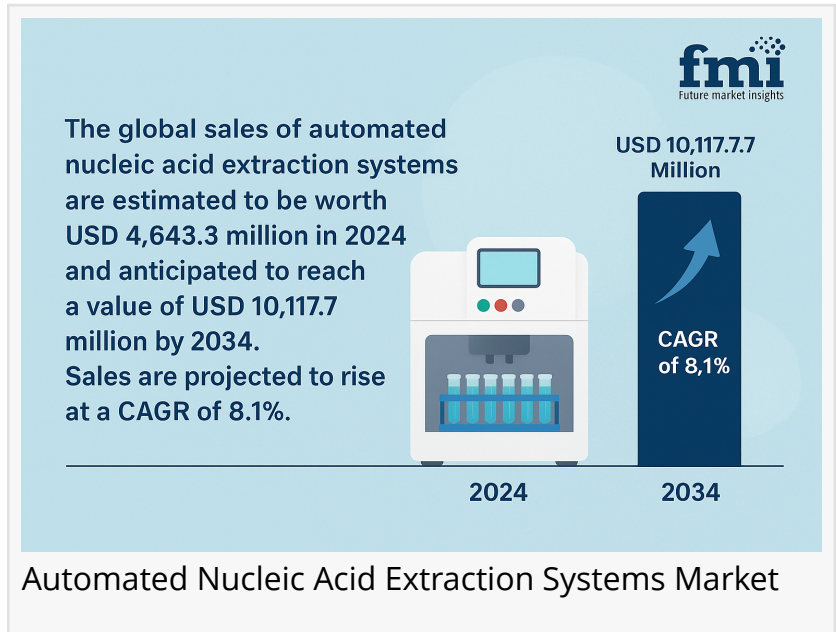 fmi
Future market insights
The global sales of automated
nucleic acid extraction systems
are estimated to be worth
USD 4,643.3 million in 2024
and anticipated to reach
a value of USD 10,117.7
million by 2034.
Sales are projected to rise
at a CAGR of 8.1%.
USD 10,117.7.7
Million
CAGR
of 8,1%
2024
2034
Automated Nucleic Acid Extraction Systems Market